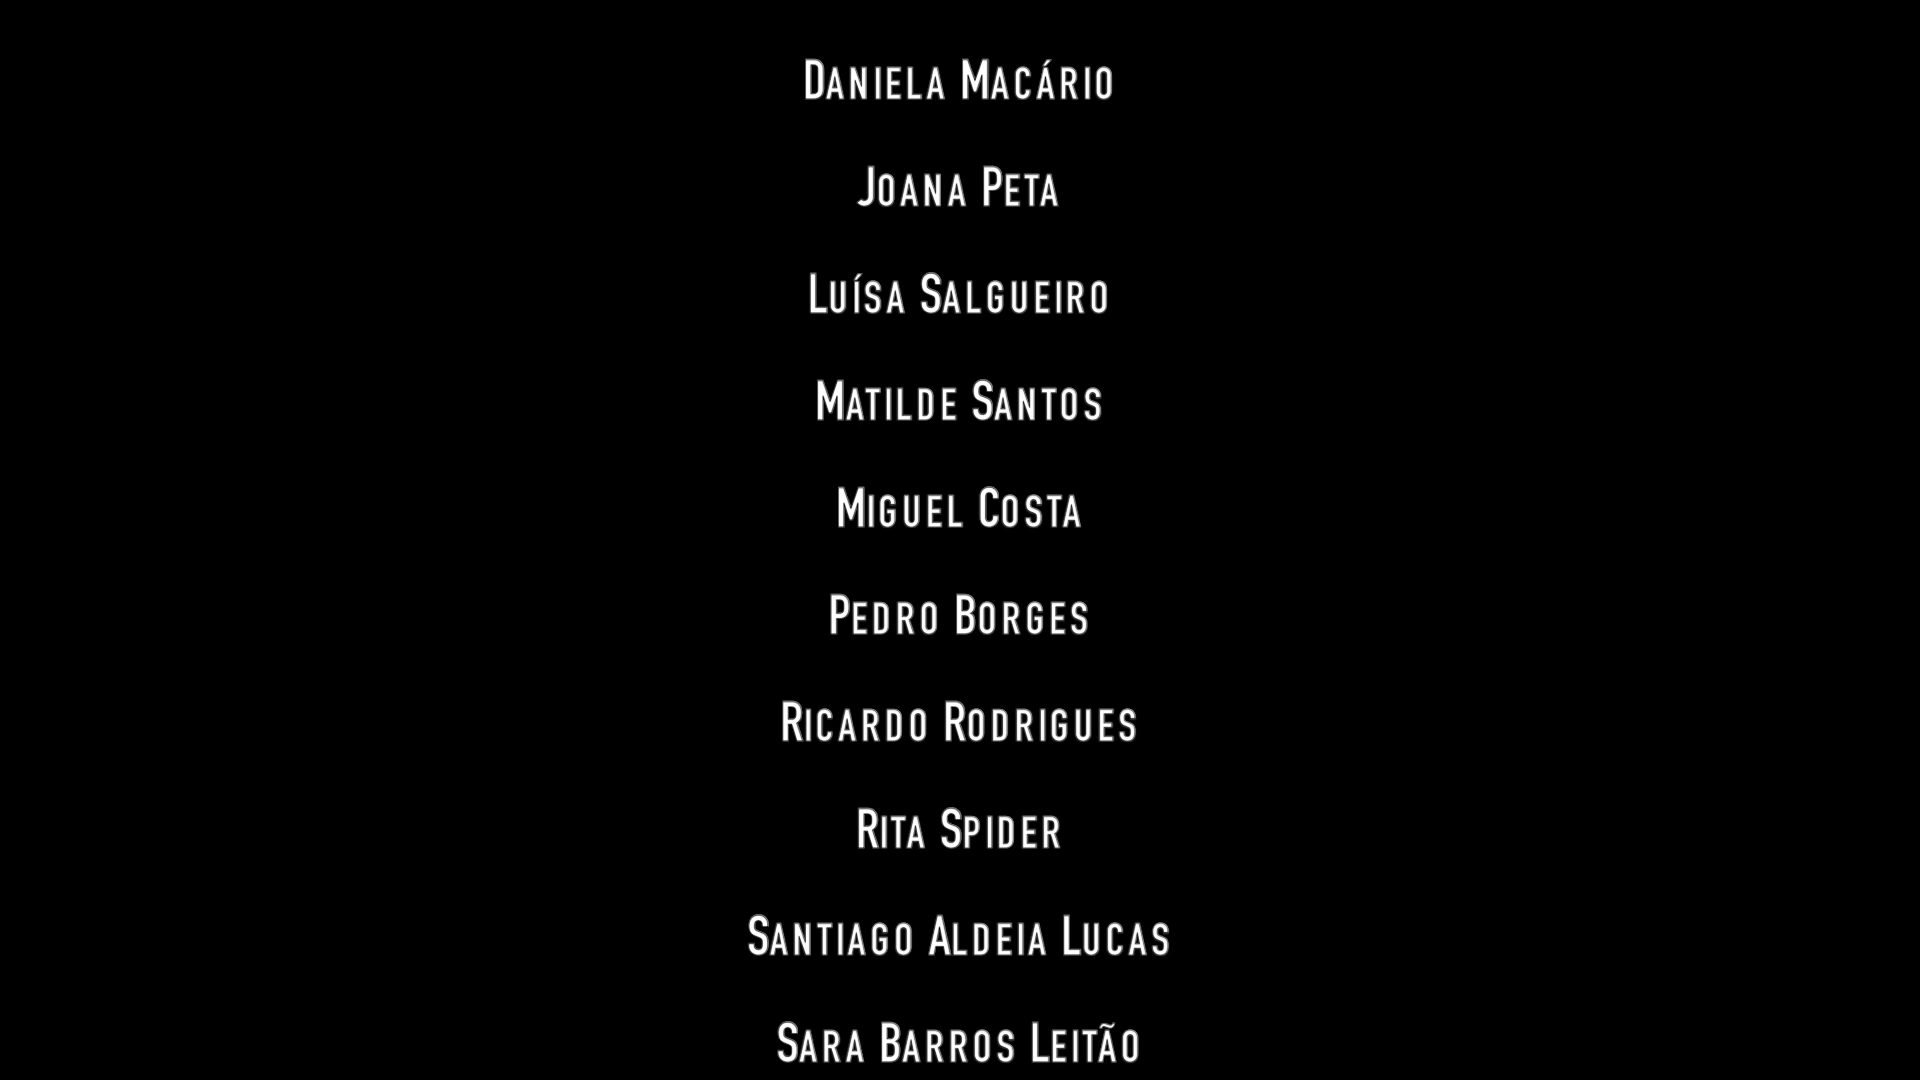 Daniela Macário
Joana Peta
Luísa Salgueiro
Matilde Santos
Miguel Costa
Pedro Borges
Ricardo Rodrigues
Rita Spider
Santiago Aldeia Lucas
Sara Barros Leitão